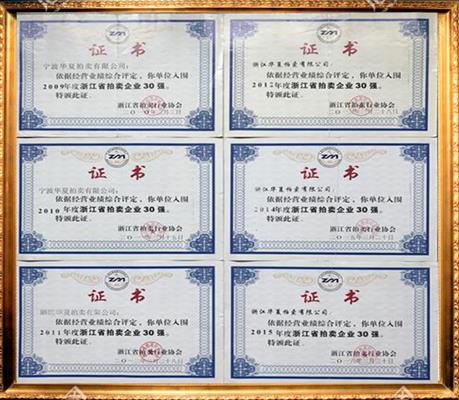 证书
宁波华夏拍卖有限公司:
依据经营业绩综合评定,你单位入围
2009年度浙江省拍卖企业30强。
特颁此证。
浙江省拍卖行业协会
证书
浙江华夏拍卖有限公司:
依据经营业绩综合评定,你单位入围
2012年度浙江省拍卖企业30强。
特颁此证。
浙江省拍卖行业协会
证书
宁波华夏拍卖有限公司:
依据经营业绩综合评定,你单位入围
2010年度浙江省拍卖企业30强。
特颁此证。
浙江省拍卖行业协会
证书
浙江华夏拍卖有限公司:
依据经营业绩综合评定,你单位入围
2014年度浙江省拍卖企业30强。
特颁此证。
浙江省拍卖行业协会
证书
浙江华夏拍卖有限公司:
依据经营业绩综合评定,你单位入围
2011年度浙江省拍卖企业30强。
特颁此证。
浙江省拍卖行业协会
证书
浙江华夏拍卖有限公司:
依据经营业绩综合评定,你单位入围
2015年度浙江省拍卖企业30强。
特颁此证。
浙江省拍卖行业协会